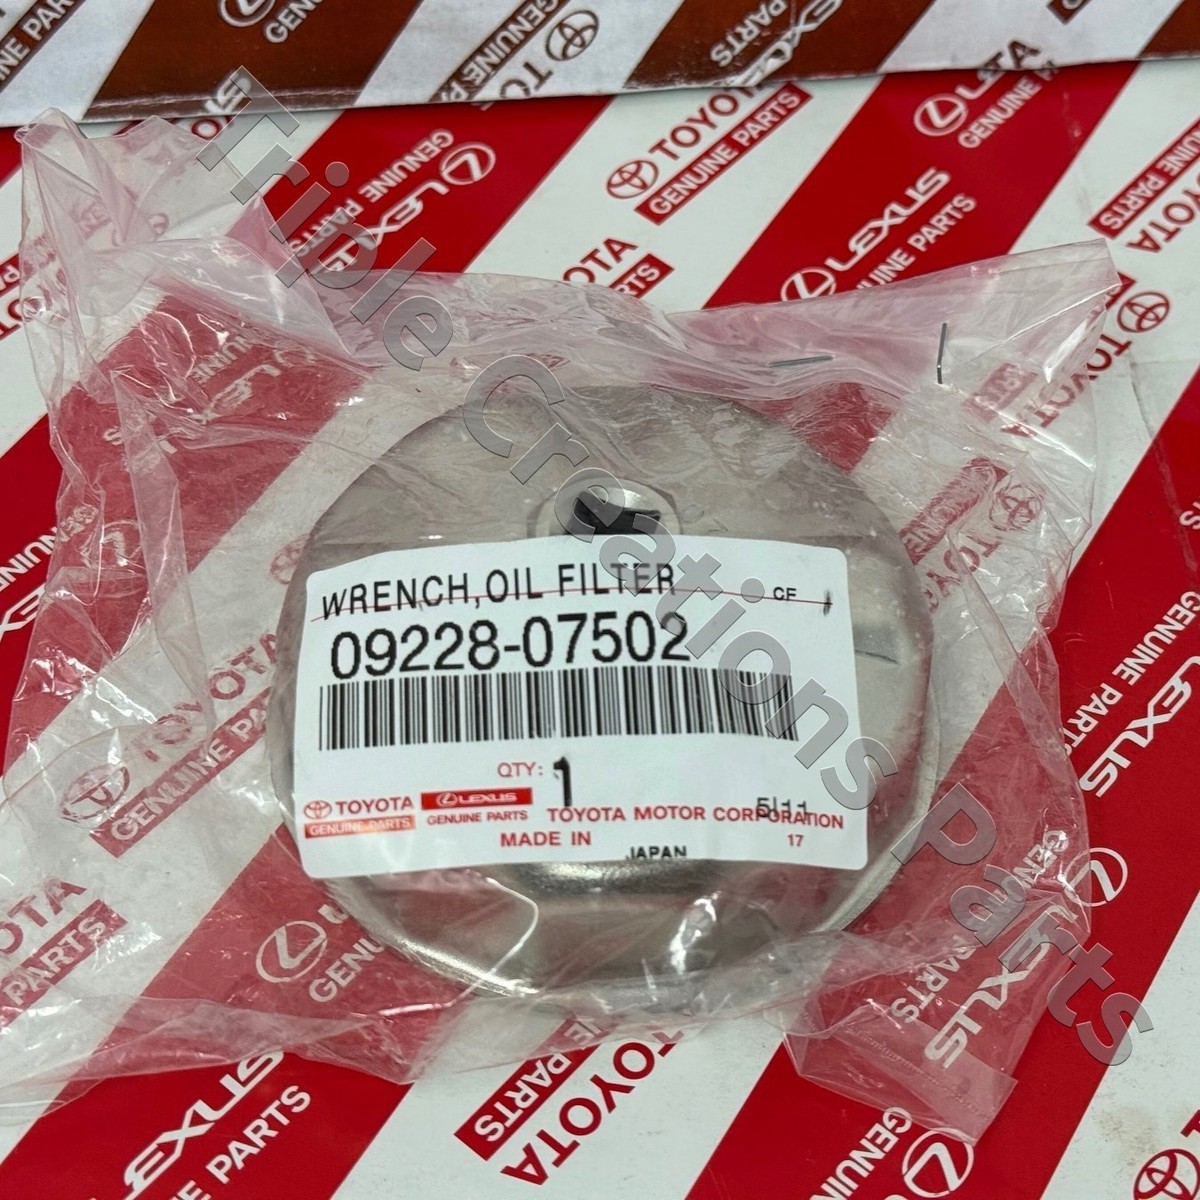 WRENCH,OIL FILTER CF
09228-07502
QTY: 1
TOYOTA
GENUINE PARTS
LEXUS
GENUINE PARTS
TOYOTA MOTOR CORPORATION
MADE IN
JAPAN
17
Triple Creations Parts
TOYOTA
GENUINE PARTS
LEXUS
GENUINE PARTS